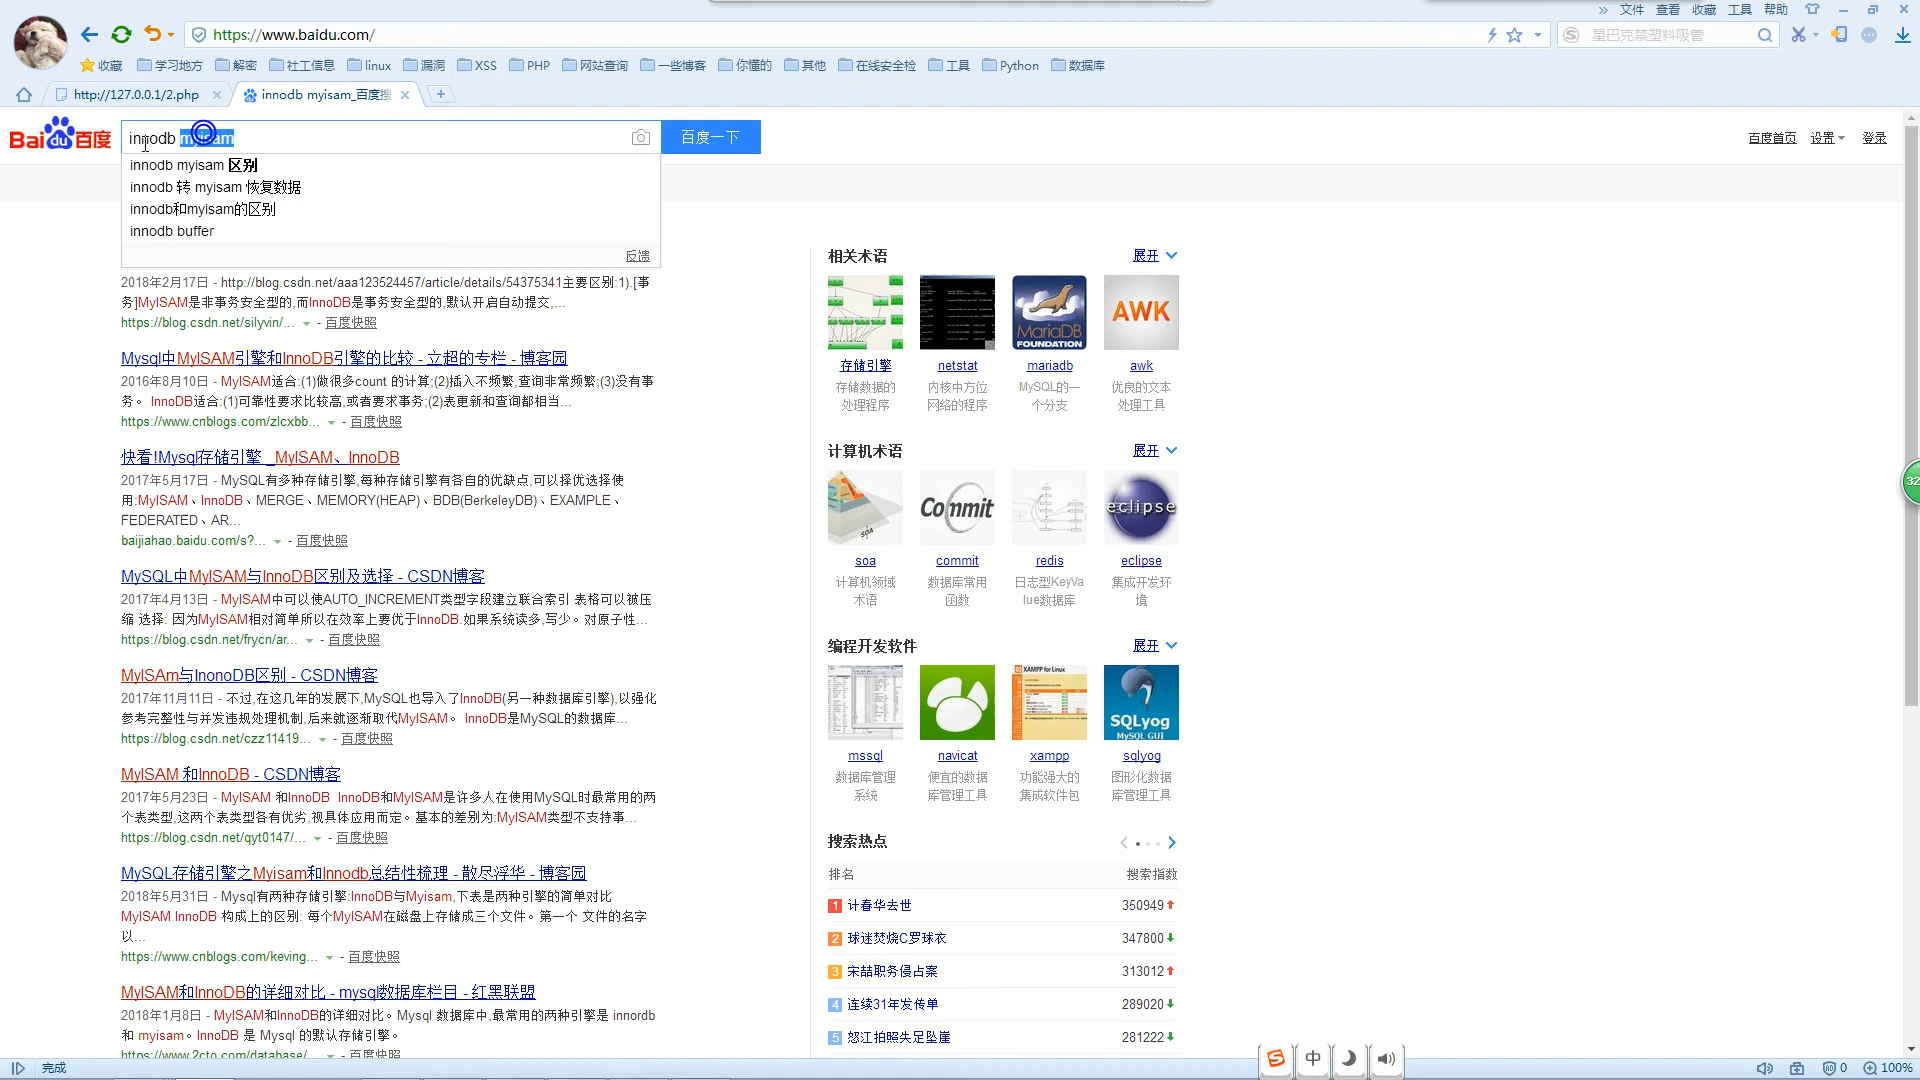 文件 查看 收藏 工具 帮助
https://www.baidu.com/
星巴克禁塑料吸管
收藏 学习地方 解密 社工信息 linux 漏洞 XSS PHP 网站查询 一些博客 你懂的 其他 在线安全检 工具 Python 数据库
http://127.0.0.1/2.php innodb myisam_百度搜
Bai du 百度 innodb myisam 百度一下 百度首页 设置 登录
innodb myisam 区别
innodb 转 myisam 恢复数据
innodb和myisam的区别
innodb buffer
反馈
2018年2月17日 - http://blog.csdn.net/aaa123524457/article/details/54375341主要区别:1).[事
务]MyISAM是非事务安全型的,而InnoDB是事务安全型的,默认开启自动提交,...
https://blog.csdn.net/silyvin/... - 百度快照
Mysql中MyISAM引擎和InnoDB引擎的比较 - 立超的专栏 - 博客园
2016年8月10日 - MyISAM适合:(1)做很多count 的计算;(2)插入不频繁,查询非常频繁;(3)没有事
务。 InnoDB适合:(1)可靠性要求比较高,或者要求事务;(2)表更新和查询都相当...
https://www.cnblogs.com/zlcxbb... - 百度快照
快看!Mysql存储引擎 _MyISAM、InnoDB
2017年5月17日 - MySQL有多种存储引擎,每种存储引擎有各自的优缺点,可以择优选择使
用:MyISAM、InnoDB、MERGE、MEMORY(HEAP)、BDB(BerkeleyDB)、EXAMPLE、
FEDERATED、AR...
baijiahao.baidu.com/s?... - 百度快照
MySQL中MyISAM与InnoDB区别及选择 - CSDN博客
2017年4月13日 - MyISAM中可以使AUTO_INCREMENT类型字段建立联合索引 表格可以被压
缩 选择: 因为MyISAM相对简单所以在效率上要优于InnoDB.如果系统读多,写少。对原子性...
https://blog.csdn.net/frycn/ar... - 百度快照
MyISAm与InonoDB区别 - CSDN博客
2017年11月11日 - 不过,在这几年的发展下,MySQL也导入了InnoDB(另一种数据库引擎),以强化
参考完整性与并发违规处理机制,后来就逐渐取代MyISAM。 InnoDB是MySQL的数据库...
https://blog.csdn.net/czz11419... - 百度快照
MyISAM 和InnoDB - CSDN博客
2017年5月23日 - MyISAM 和InnoDB InnoDB和MyISAM是许多人在使用MySQL时最常用的两
个表类型,这两个表类型各有优劣,视具体应用而定。基本的差别为:MyISAM类型不支持事...
https://blog.csdn.net/qyt0147/... - 百度快照
MySQL存储引擎之Myisam和Innodb总结性梳理 - 散尽浮华 - 博客园
2018年5月31日 - Mysql有两种存储引擎:InnoDB与Myisam,下表是两种引擎的简单对比
MyISAM InnoDB 构成上的区别: 每个MyISAM在磁盘上存储成三个文件。第一个 文件的名字
以...
https://www.cnblogs.com/keving... - 百度快照
MyISAM和InnoDB的详细对比 - mysql数据库栏目 - 红黑联盟
2018年1月8日 - MyISAM和InnoDB的详细对比。Mysql 数据库中,最常用的两种引擎是 innordb
和 myisam。InnoDB 是 Mysql 的默认存储引擎。
https://www.2cto.com/database/... - 百度快照
相关术语 展开
MariaDB FOUNDATION AWK
存储引擎 netstat mariadb awk
存储数据的 内核中方位 MySQL的一 优良的文本
处理程序 网络的程序 个分支 处理工具
计算机术语 展开
SOA Commit eclipse
soa commit redis eclipse
计算机领域 数据库常用 日志型KeyVa 集成开发环
术语 函数 lue数据库 境
编程开发软件 展开
XAMPP for Linux SQLyog MySQL GUI
mssql navicat xampp sqlyog
数据库管理 便宜的数据 功能强大的 图形化数据
系统 库管理工具 集成软件包 库管理工具
搜索热点
排名 搜索指数
1 计春华去世 350949
2 球迷焚烧C罗球衣 347800
3 宋喆职务侵占案 313012
4 连续31年发传单 289020
5 怒江拍照失足坠崖 281222
32
中
完成 0 100%